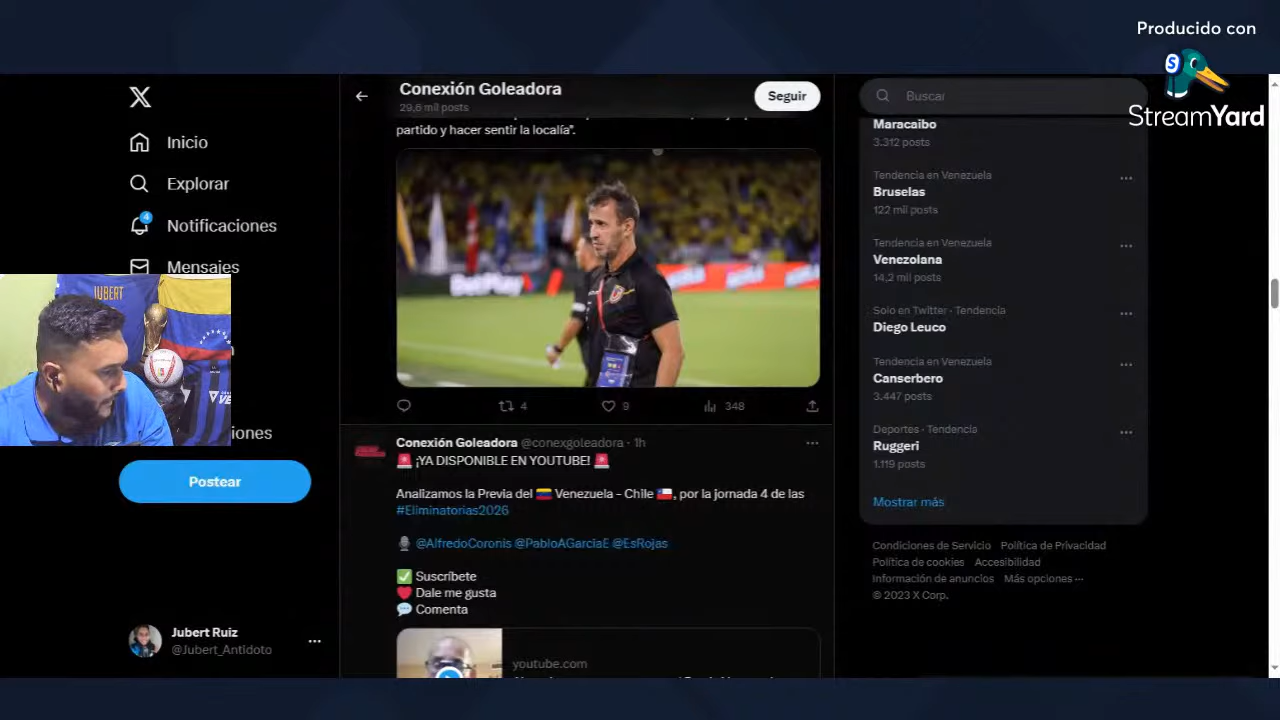 Producido con
StreamYard
Inicio
Explorar
4
Notificaciones
Mensajes
iones
Postear
Jubert Ruiz
@Jubert_Antidoto
JUBERT
Conexión Goleadora
29,6 mil posts
Seguir
partido y hacer sentir la localía".
BetPlay
4
9
348
Conexión Goleadora @conexgoleadora · 1h
🚨 ¡YA DISPONIBLE EN YOUTUBE! 🚨
Analizamos la Previa del 🇻🇪 Venezuela - Chile 🇨🇱, por la jornada 4 de las
#Eliminatorias2026
🎙️ @AlfredoCoronis @PabloAGarciaE @EsRojas
✅ Suscríbete
❤️ Dale me gusta
💬 Comenta
youtube.com
Buscar
Maracaibo
3.312 posts
Tendencia en Venezuela
Bruselas
122 mil posts
Tendencia en Venezuela
Venezolana
14,2 mil posts
Solo en Twitter · Tendencia
Diego Leuco
Tendencia en Venezuela
Canserbero
3.447 posts
Deportes · Tendencia
Ruggeri
1.119 posts
Mostrar más
Condiciones de Servicio Política de Privacidad
Política de cookies Accesibilidad
Información de anuncios Más opciones ···
© 2023 X Corp.